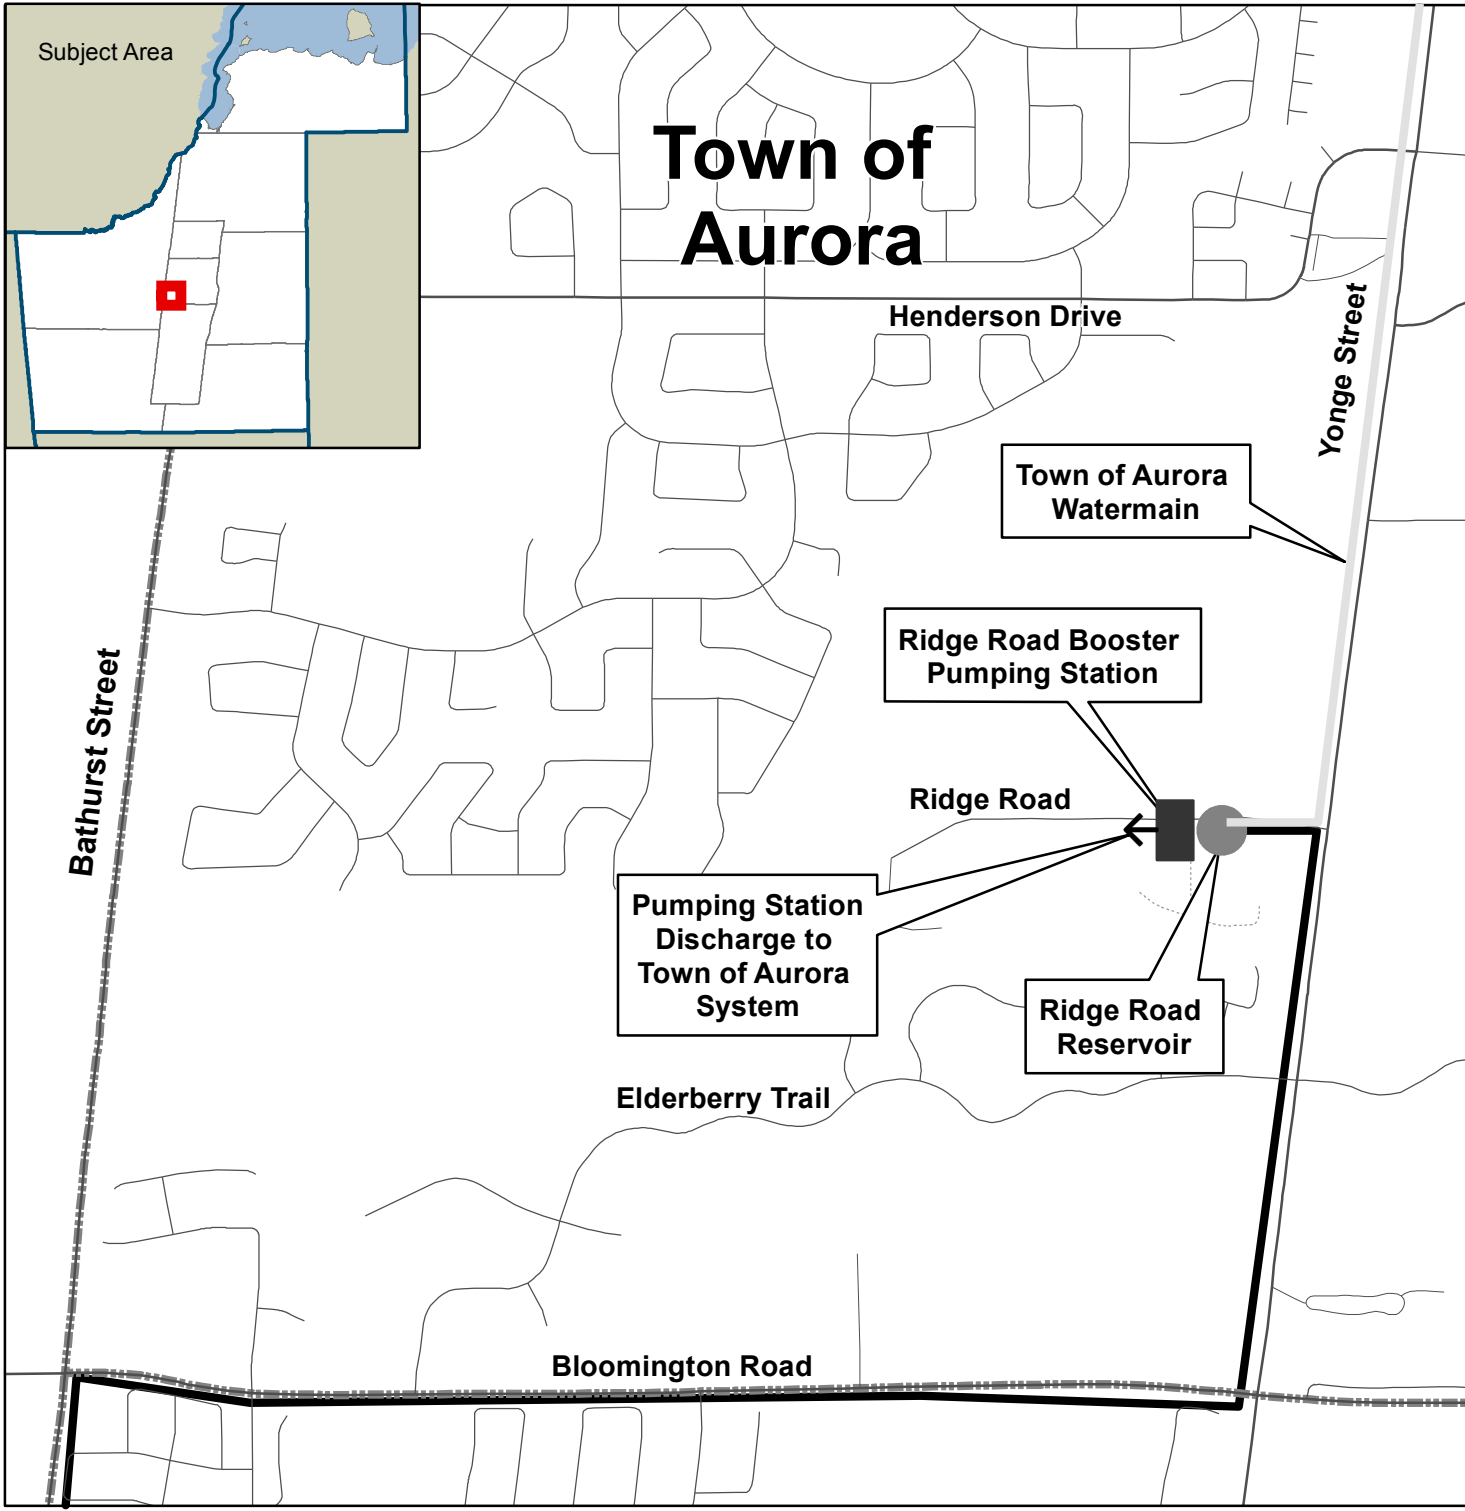 Subject Area
Town of
Aurora
Henderson Drive
Yonge Street
Town of Aurora
Watermain
Ridge Road Booster
Pumping Station
Bathurst Street
Ridge Road
Pumping Station
Discharge to
Town of Aurora
System
Ridge Road
Reservoir
Elderberry Trail
Bloomington Road